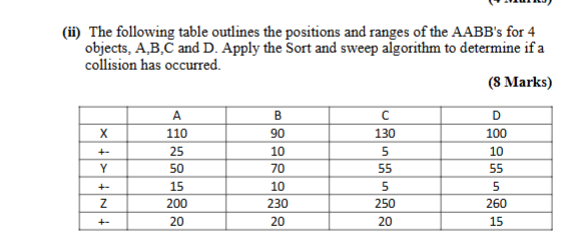 (ii) The following table outlines the positions and ranges of the AABB's for 4
objects, A,B,C and D. Apply the Sort and sweep algorithm to determine if a
collision has occurred.
(8 Marks)
A B C D
X 110 90 130 100
+- 25 10 5 10
Y 50 70 55 55
+- 15 10 5 5
Z 200 230 250 260
+- 20 20 20 15